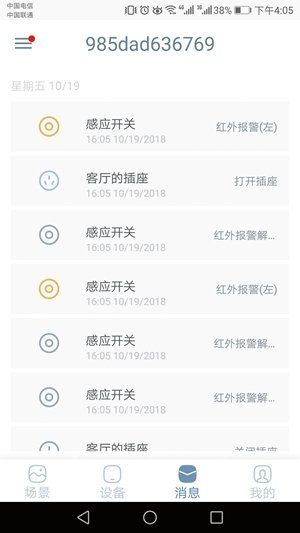 中国电信
中国联通
38% 下午4:05
985dad636769
星期五 10/19
感应开关
16:05 10/19/2018
红外报警(左)
客厅的插座
16:05 10/19/2018
打开插座
感应开关
16:05 10/19/2018
红外报警解...
感应开关
16:05 10/19/2018
红外报警(左)
感应开关
16:05 10/19/2018
红外报警解...
感应开关
16:05 10/19/2018
红外报警解...
客厅的插座
关闭插座
场景
设备
消息
我的